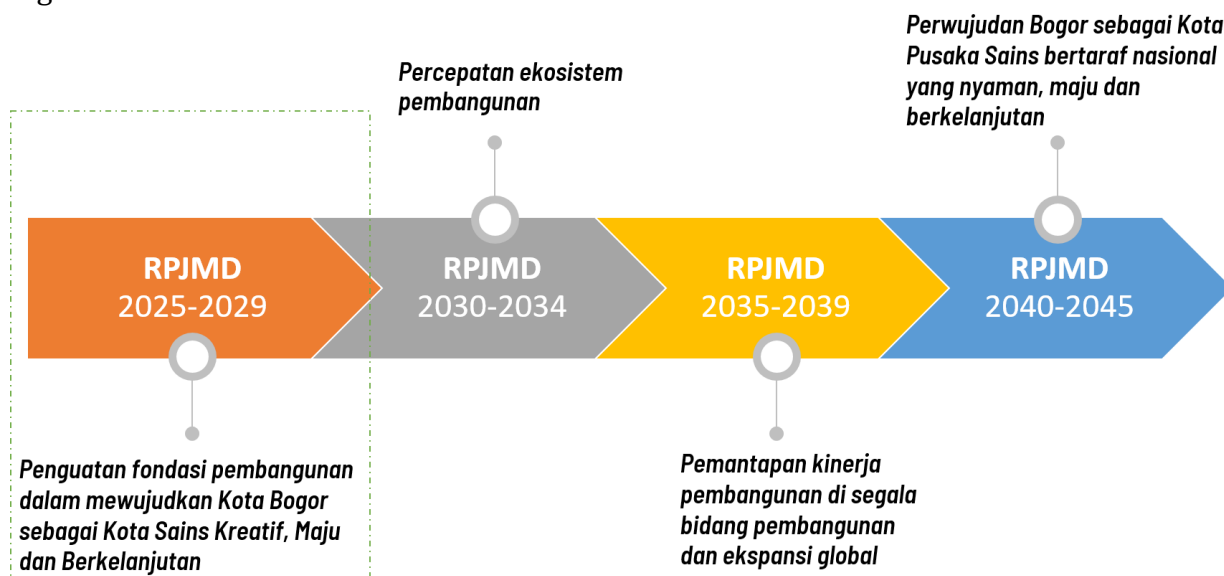 Percepatan ekosistem
pembangunan
Perwujudan Bogor sebagai Kota
Pusaka Sains bertaraf nasional
yang nyaman, maju dan
berkelanjutan
RPJMD
2025-2029
RPJMD
2030-2034
RPJMD
2035-2039
RPJMD
2040-2045
Penguatan fondasi pembangunan
dalam mewujudkan Kota Bogor
sebagai Kota Sains Kreatif, Maju
dan Berkelanjutan
Pemantapan kinerja
pembangunan di segala
bidang pembangunan
dan ekspansi global